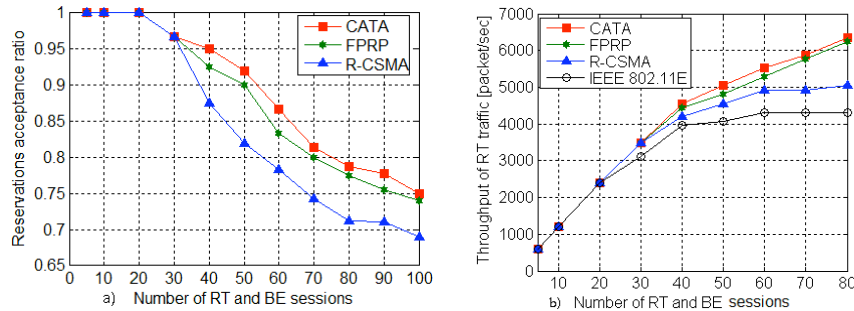 1
0.95
0.9
0.85
0.8
0.75
0.7
0.65
Reservations acceptance ratio
CATA
FPRP
R-CSMA
0 10 20 30 40 50 60 70 80 90 100
a) Number of RT and BE sessions
7000
6000
5000
4000
3000
2000
1000
0
Throughput of RT traffic [packet/sec]
CATA
FPRP
R-CSMA
IEEE 802.11E
10 20 30 40 50 60 70 80
b) Number of RT and BE sessions